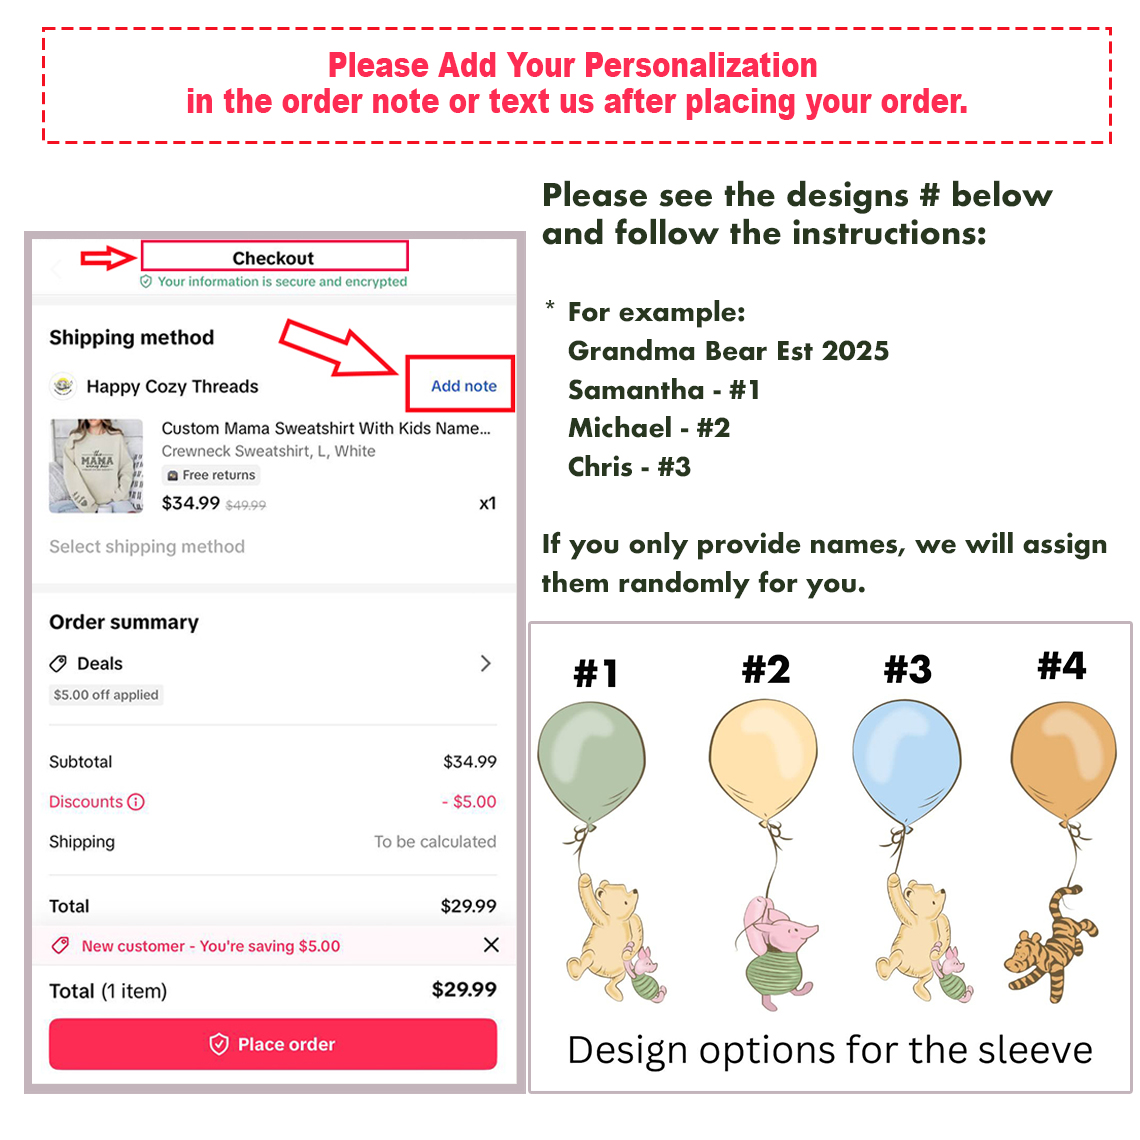 Please Add Your Personalization
in the order note or text us after placing your order.
Please see the designs # below
and follow the instructions:
* For example:
Grandma Bear Est 2025
Samantha - #1
Michael - #2
Chris - #3
If you only provide names, we will assign
them randomly for you.
Checkout
Your information is secure and encrypted
Shipping method
Happy Cozy Threads
Add note
Custom Mama Sweatshirt With Kids Name...
Crewneck Sweatshirt, L, White
Free returns
$34.99 $49.99 x1
MAMA
Select shipping method
Order summary
Deals
$5.00 off applied
Subtotal $34.99
Discounts - $5.00
Shipping To be calculated
Total $29.99
New customer - You're saving $5.00
Total (1 item) $29.99
Place order
#1 #2 #3 #4
Design options for the sleeve